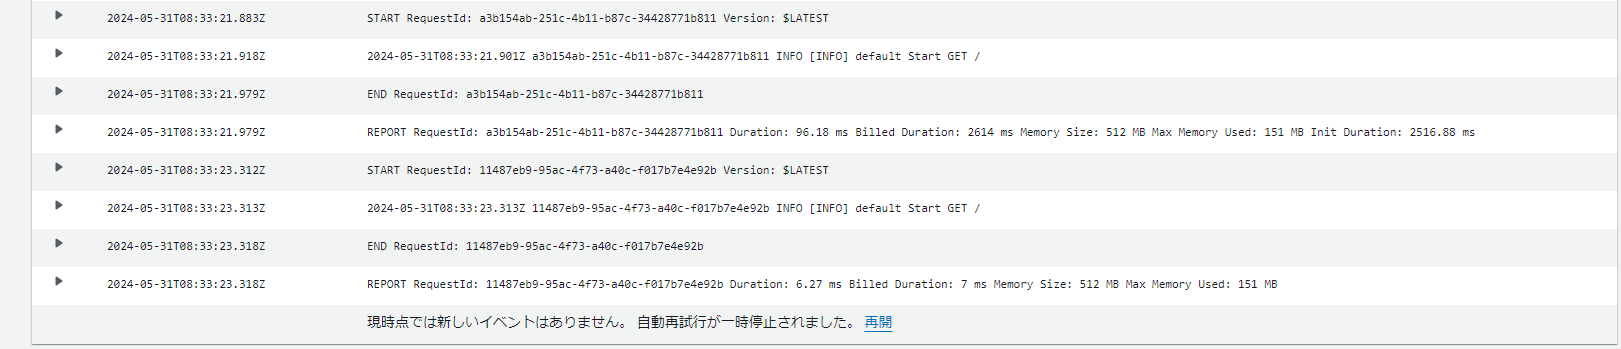 2024-05-31T08:33:21.883Z START RequestId: a3b154ab-251c-4b11-b87c-34428771b811 Version: $LATEST
2024-05-31T08:33:21.918Z 2024-05-31T08:33:21.901Z a3b154ab-251c-4b11-b87c-34428771b811 INFO [INFO] default Start GET /
2024-05-31T08:33:21.979Z END RequestId: a3b154ab-251c-4b11-b87c-34428771b811
2024-05-31T08:33:21.979Z REPORT RequestId: a3b154ab-251c-4b11-b87c-34428771b811 Duration: 96.18 ms Billed Duration: 2614 ms Memory Size: 512 MB Max Memory Used: 151 MB Init Duration: 2516.88 ms
2024-05-31T08:33:23.312Z START RequestId: 11487eb9-95ac-4f73-a40c-f017b7e4e92b Version: $LATEST
2024-05-31T08:33:23.313Z 2024-05-31T08:33:23.313Z 11487eb9-95ac-4f73-a40c-f017b7e4e92b INFO [INFO] default Start GET /
2024-05-31T08:33:23.318Z END RequestId: 11487eb9-95ac-4f73-a40c-f017b7e4e92b
2024-05-31T08:33:23.318Z REPORT RequestId: 11487eb9-95ac-4f73-a40c-f017b7e4e92b Duration: 6.27 ms Billed Duration: 7 ms Memory Size: 512 MB Max Memory Used: 151 MB
現時点では新しいイベントはありません。 自動再試行が一時停止されました。 再開